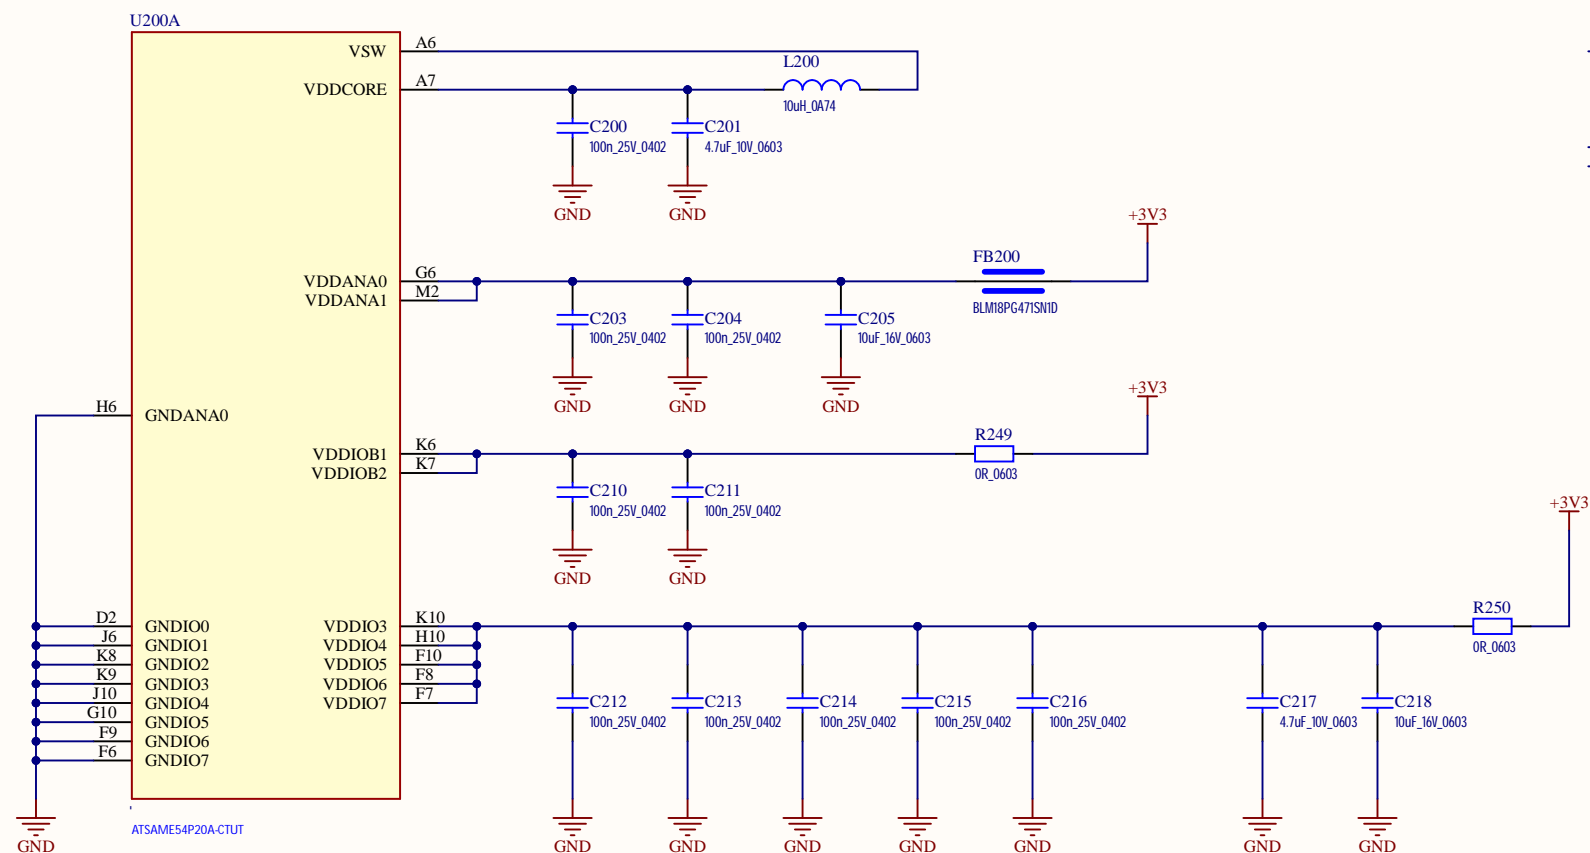 U200A
VSW
A6
VDDCORE
A7
L200
10uH_0A74
C200
100n_25V_0402
C201
4.7uF_10V_0603
GND
GND
+3V3
VDDANA0
G6
VDDANA1
M2
FB200
BLM18PG471SN1D
C203
100n_25V_0402
C204
100n_25V_0402
C205
10uF_16V_0603
GND
GND
GND
+3V3
H6
GNDANA0
VDDIOB1
K6
VDDIOB2
K7
R249
0R_0603
C210
100n_25V_0402
C211
100n_25V_0402
GND
GND
+3V3
D2
GNDIO0
J6
GNDIO1
K8
GNDIO2
K9
GNDIO3
J10
GNDIO4
G10
GNDIO5
F9
GNDIO6
F6
GNDIO7
VDDIO3
K10
VDDIO4
H10
VDDIO5
F10
VDDIO6
F8
VDDIO7
F7
R250
0R_0603
C212
100n_25V_0402
C213
100n_25V_0402
C214
100n_25V_0402
C215
100n_25V_0402
C216
100n_25V_0402
C217
4.7uF_10V_0603
C218
10uF_16V_0603
ATSAME54P20A-CTUT
GND
GND
GND
GND
GND
GND
GND
GND